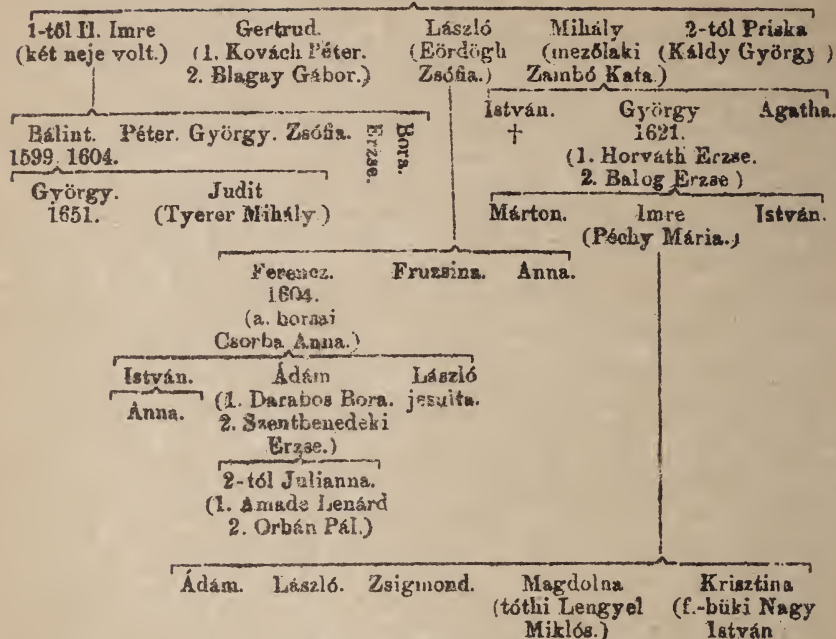 1-től II. Imre Gertrud. László Mihály 2-tól Priska
(két neje volt.) (1. Kovách Péter. (Eördögh (mezőlaki (Káldy György )
2. Blagay Gábor.) Zsófia.) Zambó Kata.)
István. György Agatha.
Bálint. Péter. György. Zsófia. Erzse. Bora. † 1621.
1599. 1604. (1. Horváth Erzse.
György. Judit 2. Balog Erzse )
1651. (Tyerer Mihály.) Márton. Imre István.
(Péchy Mária.)
Ferencz. Fruzsina. Anna.
1604.
(a. borsai
Csorba Anna.)
István. Ádám László
Anna. (1. Darabos Bora. jesuita.
2. Szentbenedeki
Erzse.)
2-tól Julianna.
(1. Amade Lenárd
2. Orbán Pál.)
Ádám. László. Zsigmond. Magdolna Krisztina
(tóthi Lengyel (f.-büki Nagy
Miklós.) István